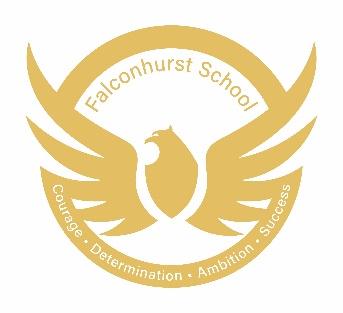 Falconhurst School
Courage • Determination • Ambition • Success